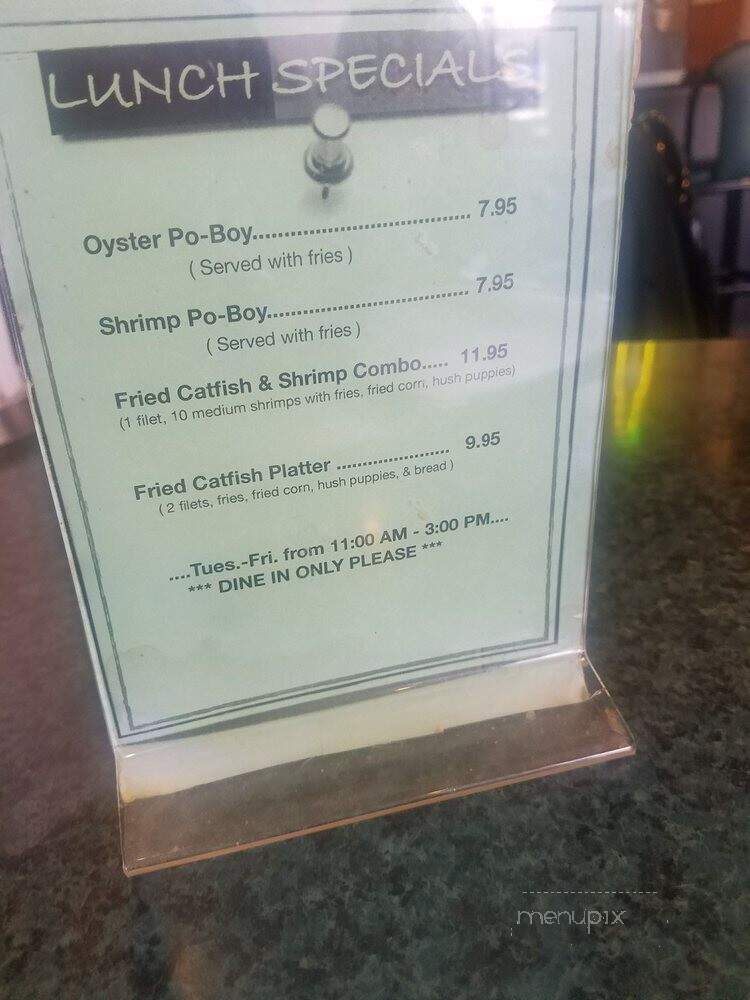 LUNCH SPECIALS
Oyster Po-Boy.................................. 7.95
( Served with fries )
Shrimp Po-Boy............................... 7.95
( Served with fries )
Fried Catfish & Shrimp Combo..... 11.95
(1 filet, 10 medium shrimps with fries, fried corn, hush puppies)
Fried Catfish Platter ..................... 9.95
( 2 filets, fries, fried corn, hush puppies, & bread )
....Tues.-Fri. from 11:00 AM - 3:00 PM....
*** DINE IN ONLY PLEASE ***
menupix